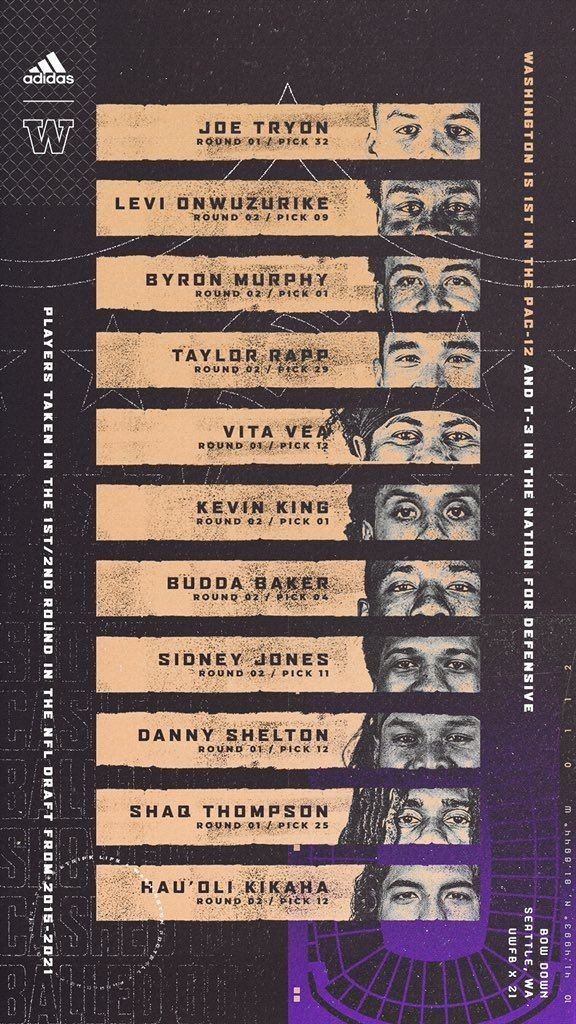 adidas
W
WASHINGTON IS 1ST IN THE PAC-12 AND T-3 IN THE NATION FOR DEFENSIVE
PLAYERS TAKEN IN THE 1ST/2ND ROUND IN THE NFL DRAFT FROM 2015-2021
JOE TRYON
ROUND 01 / PICK 32
LEVI ONWUZURIKE
ROUND 02 / PICK 09
BYRON MURPHY
ROUND 02 / PICK 01
TAYLOR RAPP
ROUND 02 / PICK 29
VITA VEA
ROUND 01 / PICK 12
KEVIN KING
ROUND 02 / PICK 01
BUDDA BAKER
ROUND 02 / PICK 04
SIDNEY JONES
ROUND 02 / PICK 11
DANNY SHELTON
ROUND 01 / PICK 12
SHAQ THOMPSON
ROUND 01 / PICK 25
HAU'OLI KIKAHA
ROUND 02 / PICK 12
BOW DOWN
SEATTLE, WA
UWFB X 21